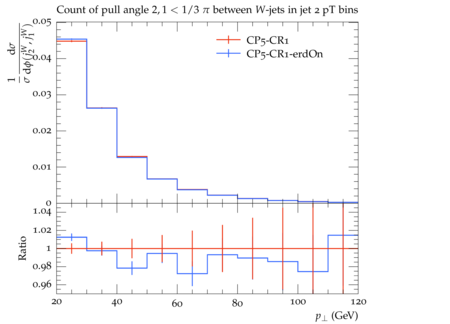 Count of pull angle 2, 1 < 1/3 π between W-jets in jet 2 pT bins
1/σ̄ dσ/dϕ(j₂ᵂ, j₁ᵂ)
0.05
CP5-CR1
CP5-CR1-erdOn
0.04
0.03
0.02
0.01
0
1.04
1.02
1
0.98
0.96
Ratio
20 40 60 80 100 120
p⊥ (GeV)